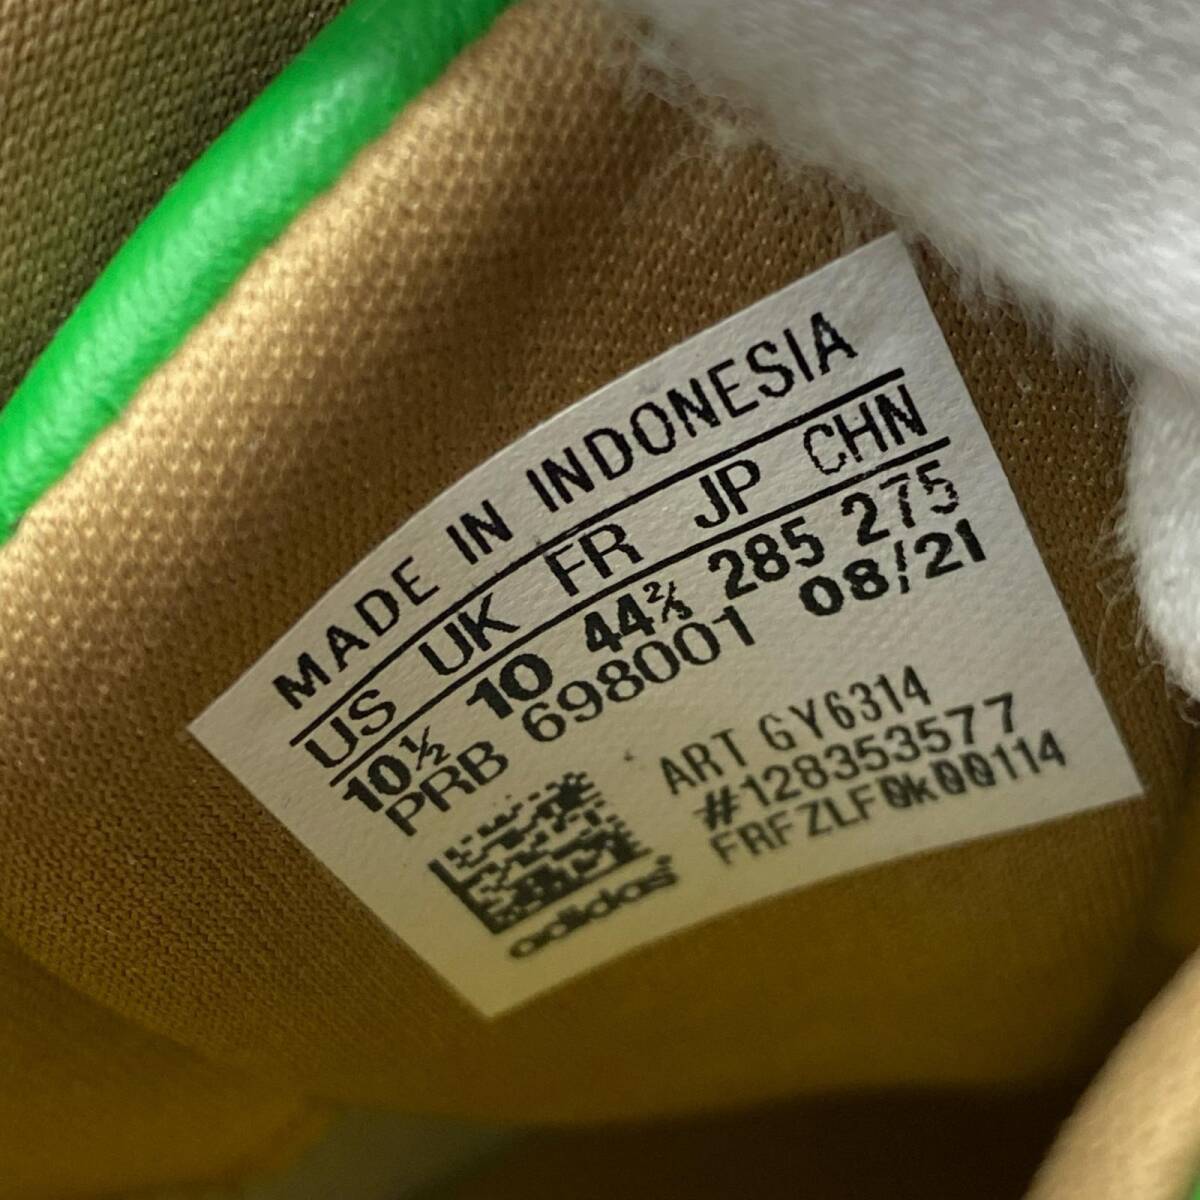 MADE IN INDONESIA
US UK FR JP CHN
10½ 10 44⅔ 285 275
PRB 698001 08/21
ART GY6314
#128353577
FRFZLF0k00114
adidas